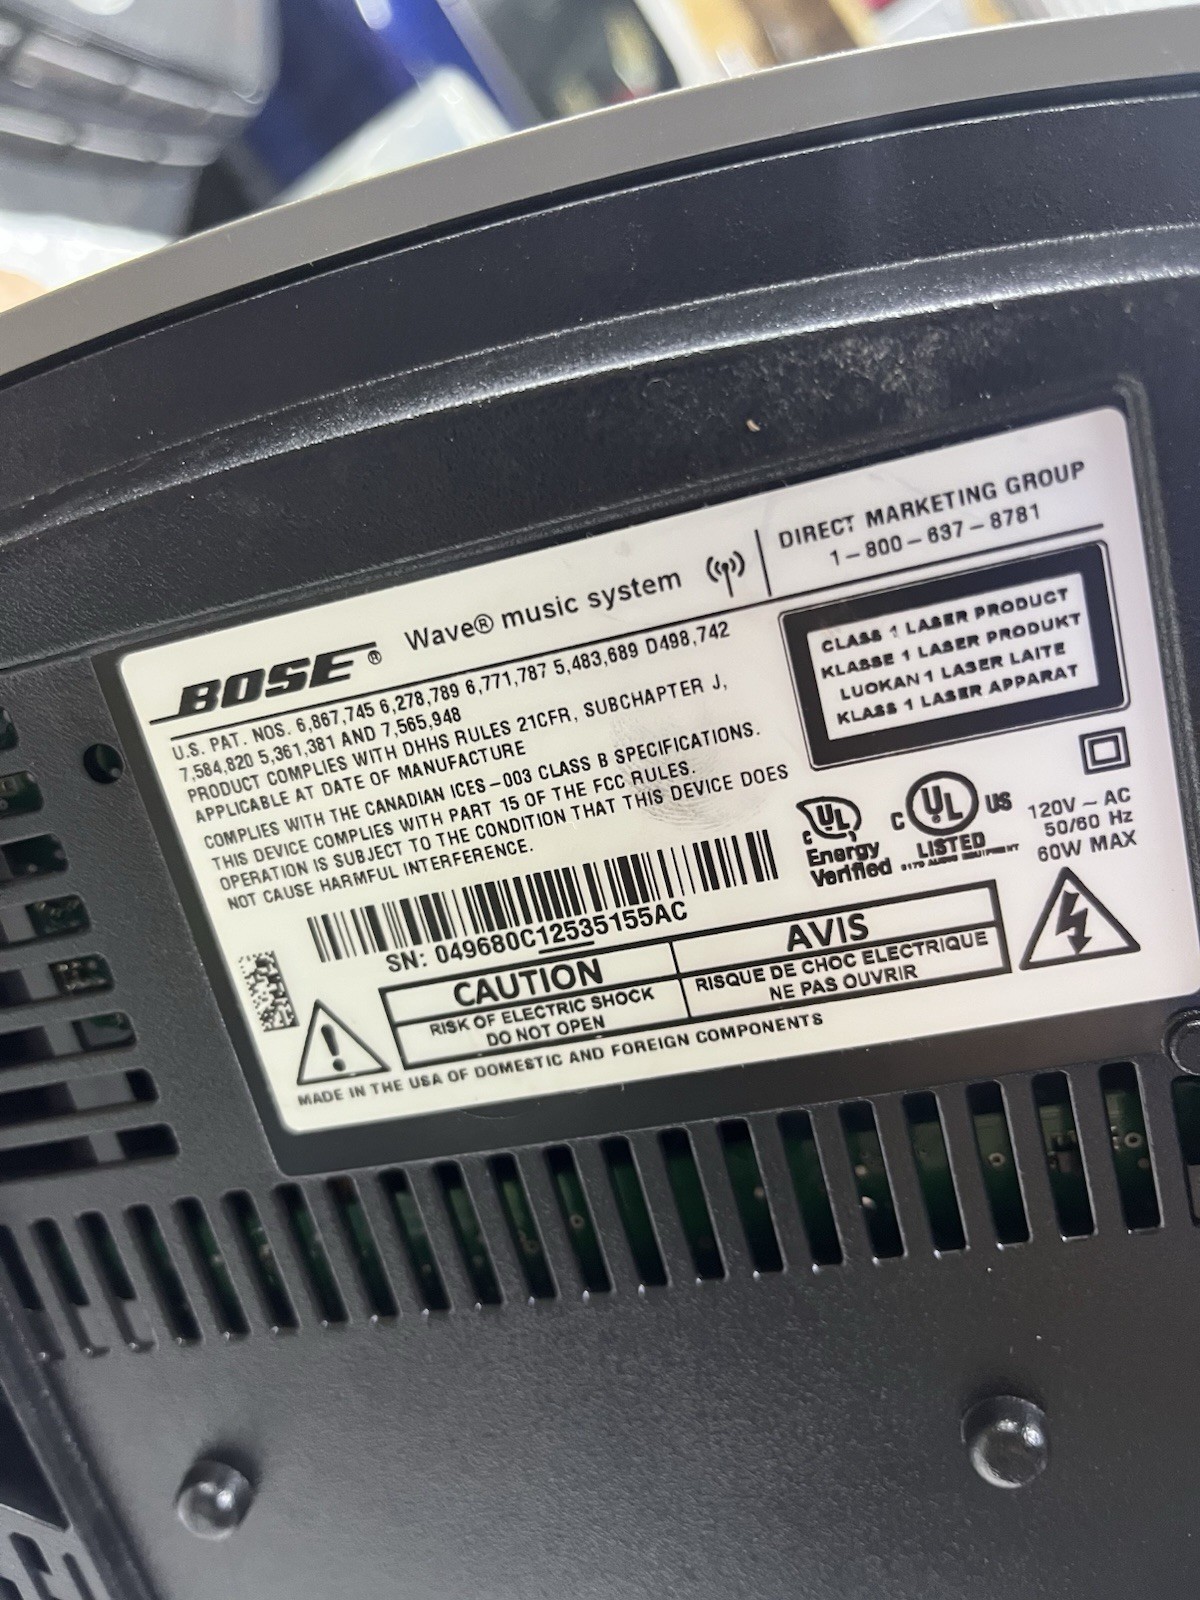 BOSE® Wave® music system
DIRECT MARKETING GROUP
1-800-637-8781
U.S. PAT. NOS. 6,867,745 6,278,789 6,771,787 5,483,689 D498,742
7,584,820 5,361,381 AND 7,565,948
PRODUCT COMPLIES WITH DHHS RULES 21CFR, SUBCHAPTER J,
APPLICABLE AT DATE OF MANUFACTURE
COMPLIES WITH THE CANADIAN ICES-003 CLASS B SPECIFICATIONS.
THIS DEVICE COMPLIES WITH PART 15 OF THE FCC RULES.
OPERATION IS SUBJECT TO THE CONDITION THAT THIS DEVICE DOES
NOT CAUSE HARMFUL INTERFERENCE.
CLASS 1 LASER PRODUCT
KLASSE 1 LASER PRODUKT
LUOKAN 1 LASER LAITE
KLASS 1 LASER APPARAT
C UL
Energy
Verified
C UL US
LISTED
AUDIO EQUIPMENT
120V ~ AC
50/60 Hz
60W MAX
SN: 049680C12535155AC
CAUTION
RISK OF ELECTRIC SHOCK
DO NOT OPEN
AVIS
RISQUE DE CHOC ELECTRIQUE
NE PAS OUVRIR
MADE IN THE USA OF DOMESTIC AND FOREIGN COMPONENTS